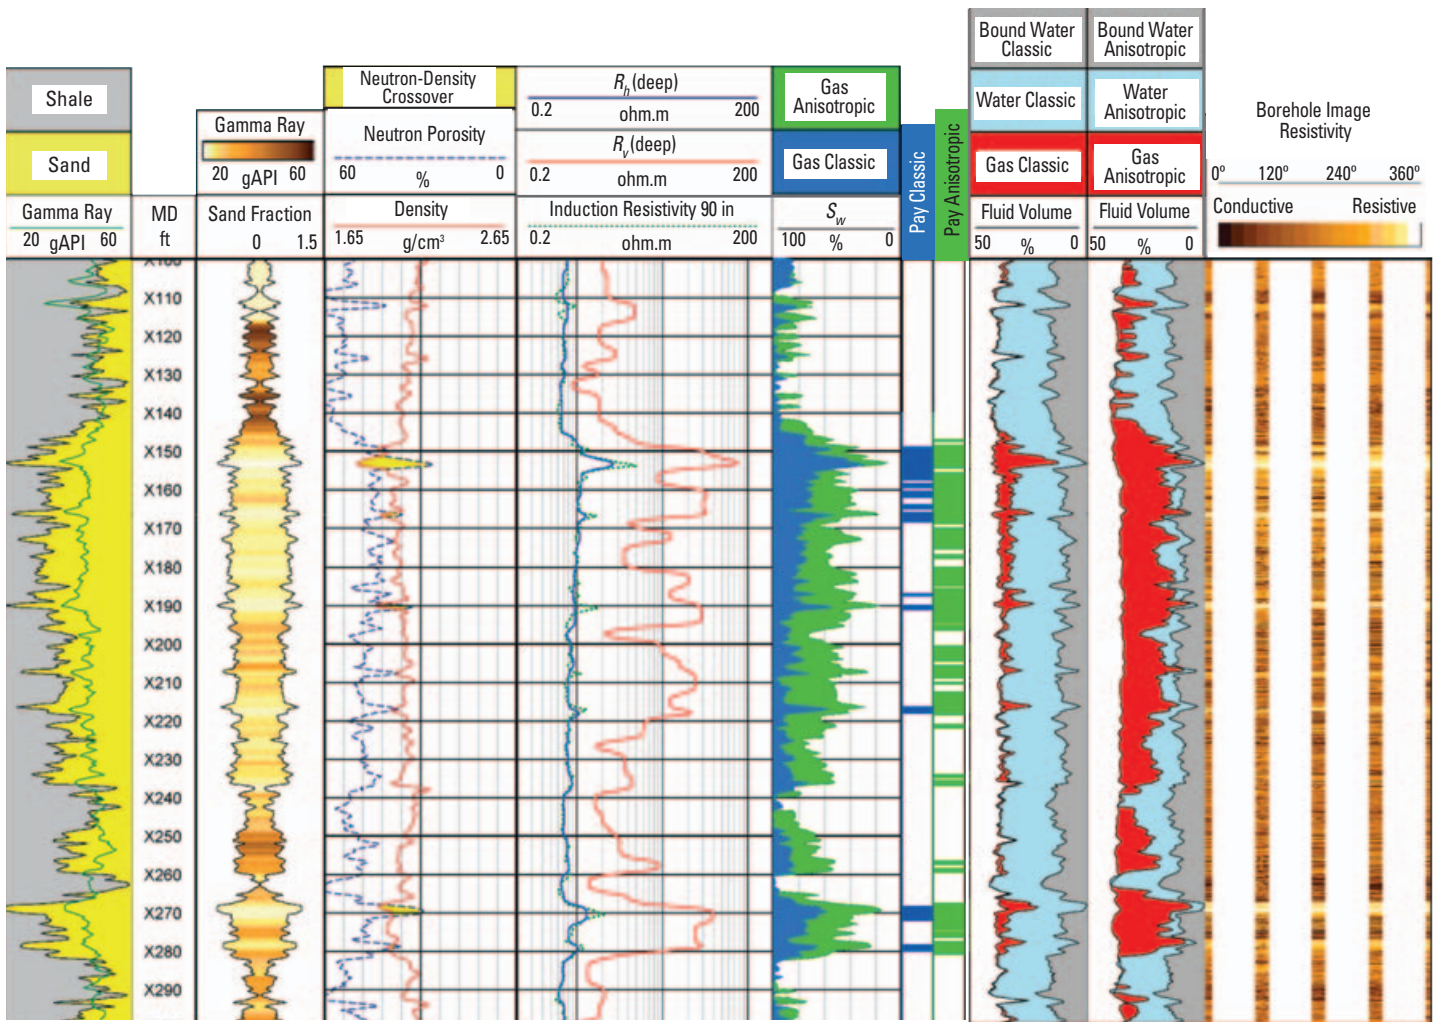 Shale
Sand
Gamma Ray
20 gAPI 60
MD
ft
Gamma Ray
20 gAPI 60
Sand Fraction
0 1.5
Neutron-Density
Crossover
Neutron Porosity
60 % 0
Density
1.65 g/cm³ 2.65
Rh (deep)
0.2 ohm.m 200
Rv (deep)
0.2 ohm.m 200
Induction Resistivity 90 in
0.2 ohm.m 200
Gas
Anisotropic
Gas Classic
Sw
100 % 0
Pay Classic
Pay Anisotropic
Bound Water
Classic
Water Classic
Gas Classic
Fluid Volume
50 % 0
Bound Water
Anisotropic
Water
Anisotropic
Gas
Anisotropic
Fluid Volume
50 % 0
Borehole Image
Resistivity
0° 120° 240° 360°
Conductive Resistive
X110
X120
X130
X140
X150
X160
X170
X180
X190
X200
X210
X220
X230
X240
X250
X260
X270
X280
X290